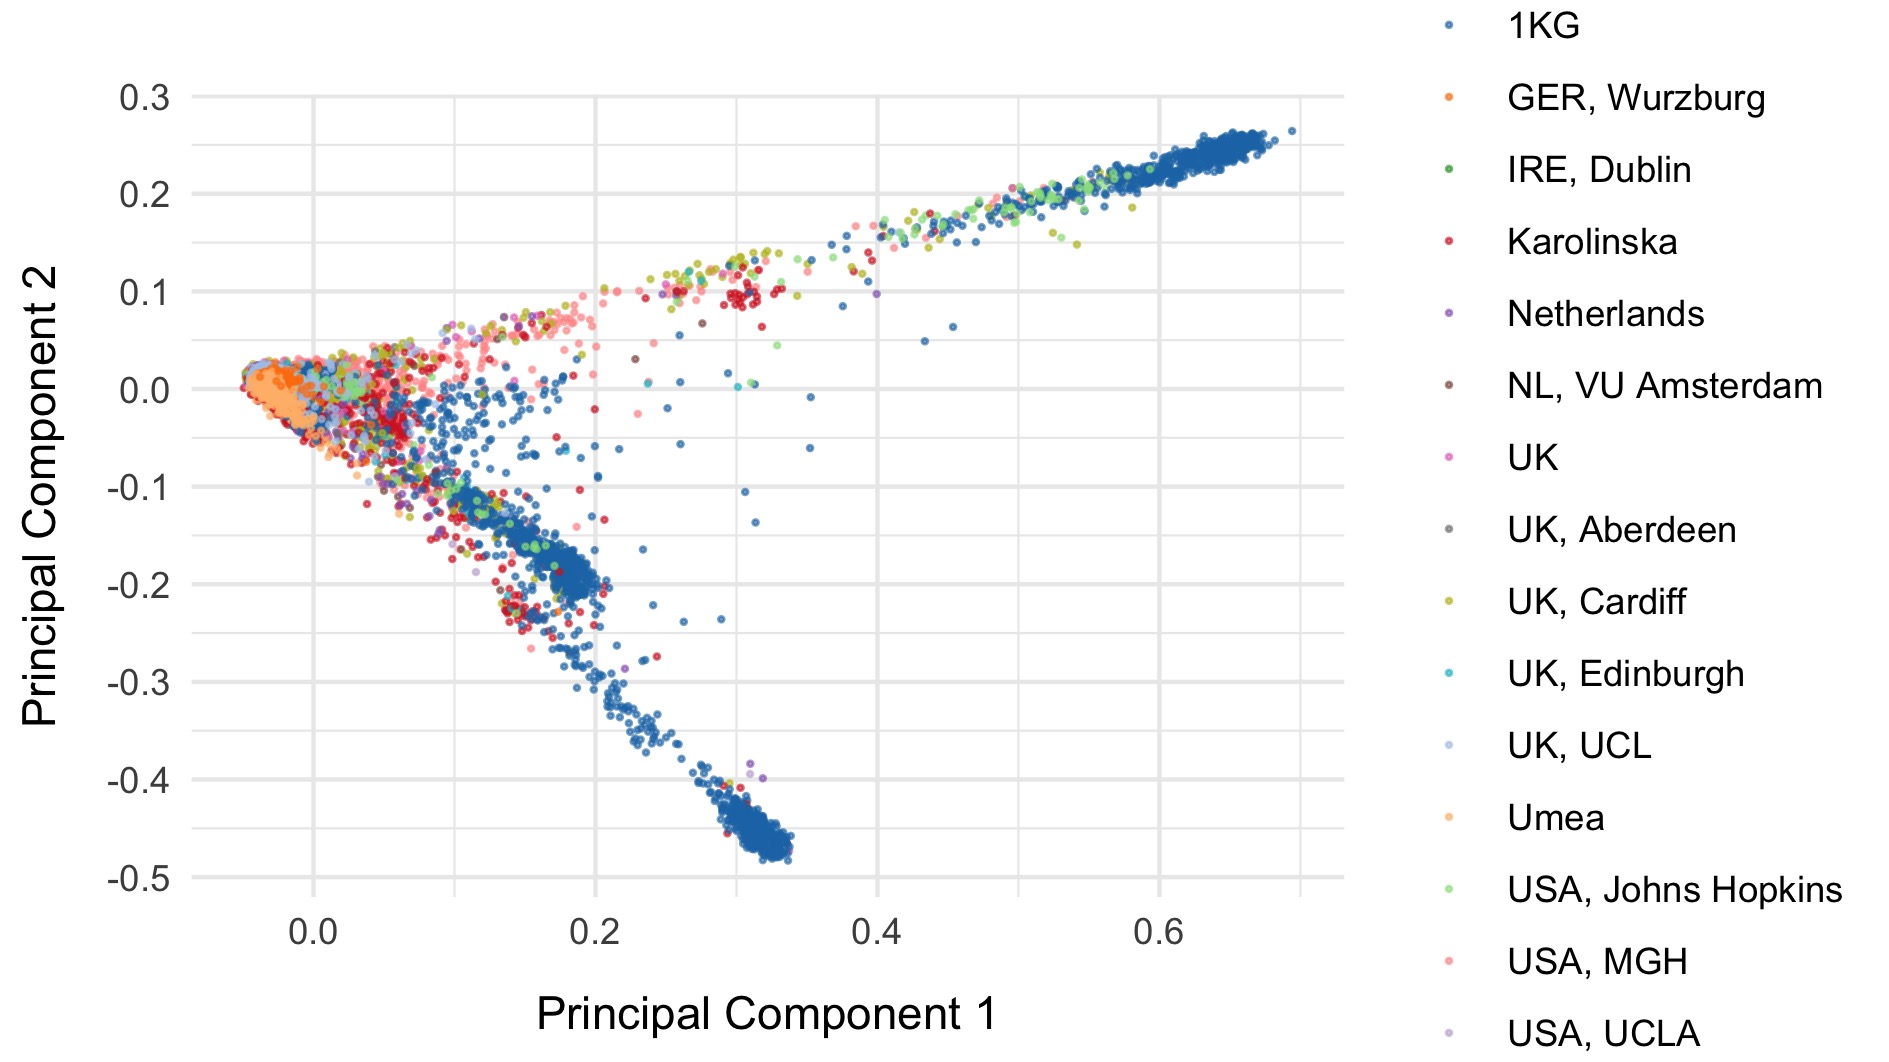 1KG
GER, Wurzburg
IRE, Dublin
Karolinska
Netherlands
NL, VU Amsterdam
UK
UK, Aberdeen
UK, Cardiff
UK, Edinburgh
UK, UCL
Umea
USA, Johns Hopkins
USA, MGH
USA, UCLA
0.3
0.2
0.1
0.0
-0.1
-0.2
-0.3
-0.4
-0.5
Principal Component 2
0.0 0.2 0.4 0.6
Principal Component 1